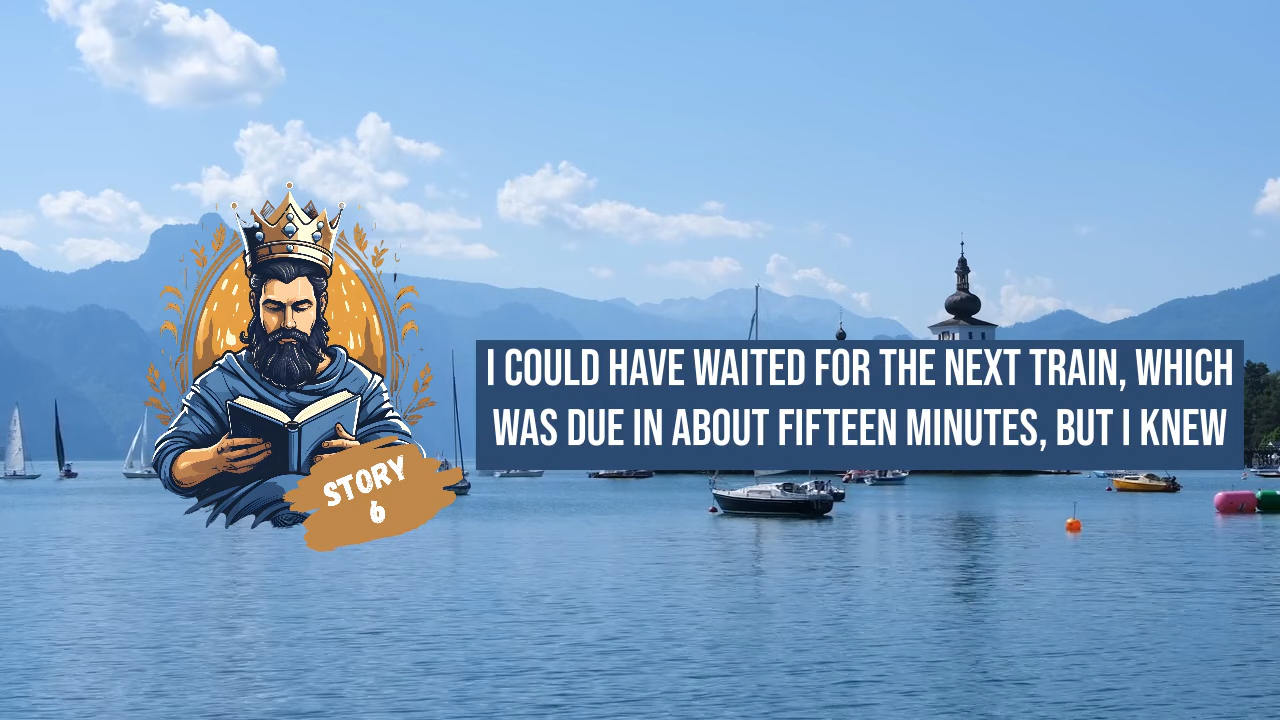 I COULD HAVE WAITED FOR THE NEXT TRAIN, WHICH
WAS DUE IN ABOUT FIFTEEN MINUTES, BUT I KNEW
STORY
6